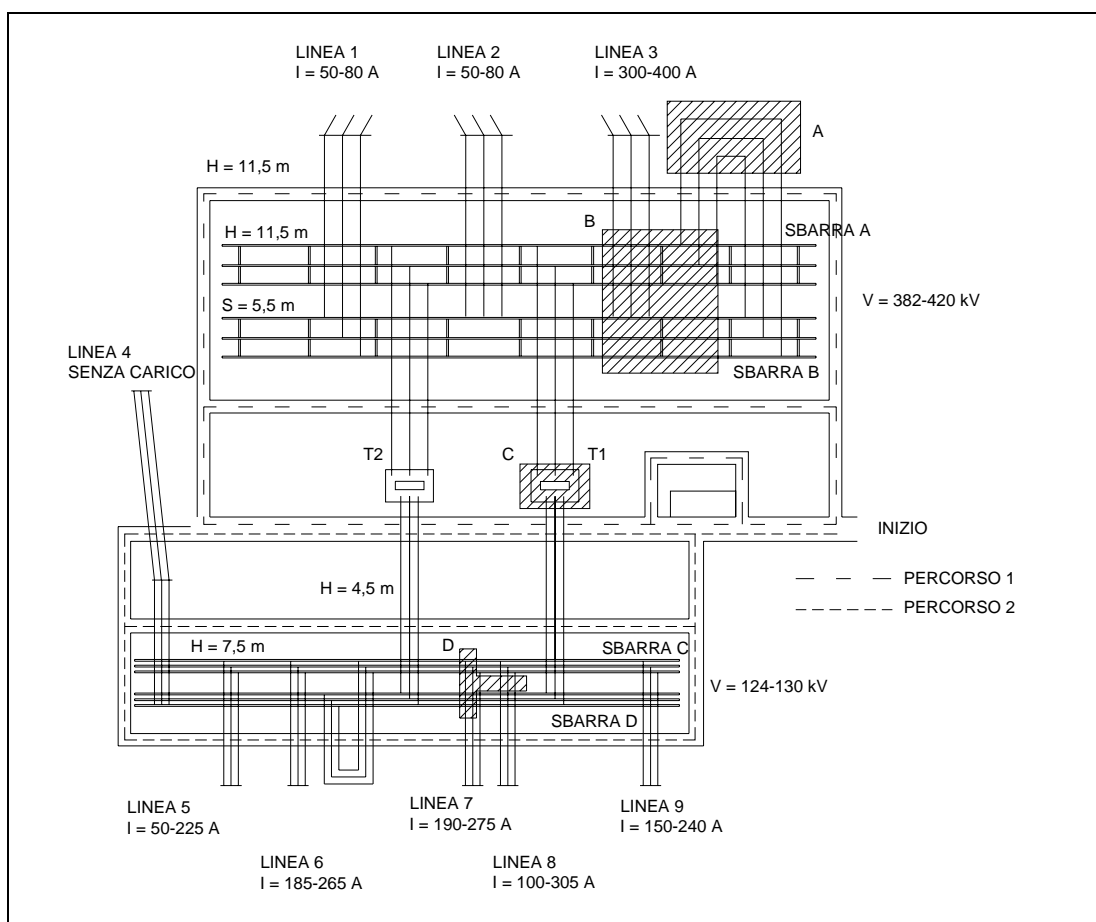 LINEA 1
I = 50-80 A
LINEA 2
I = 50-80 A
LINEA 3
I = 300-400 A
A
H = 11,5 m
B
H = 11,5 m
SBARRA A
S = 5,5 m
V = 382-420 kV
LINEA 4
SENZA CARICO
SBARRA B
T2
C
T1
INIZIO
H = 4,5 m
PERCORSO 1
PERCORSO 2
H = 7,5 m
D
SBARRA C
V = 124-130 kV
SBARRA D
LINEA 5
I = 50-225 A
LINEA 7
I = 190-275 A
LINEA 9
I = 150-240 A
LINEA 6
I = 185-265 A
LINEA 8
I = 100-305 A